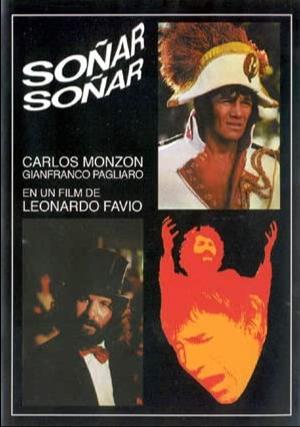 SOÑAR
SOÑAR
CARLOS MONZON
GIANFRANCO PAGLIARO
EN UN FILM DE
LEONARDO FAVIO